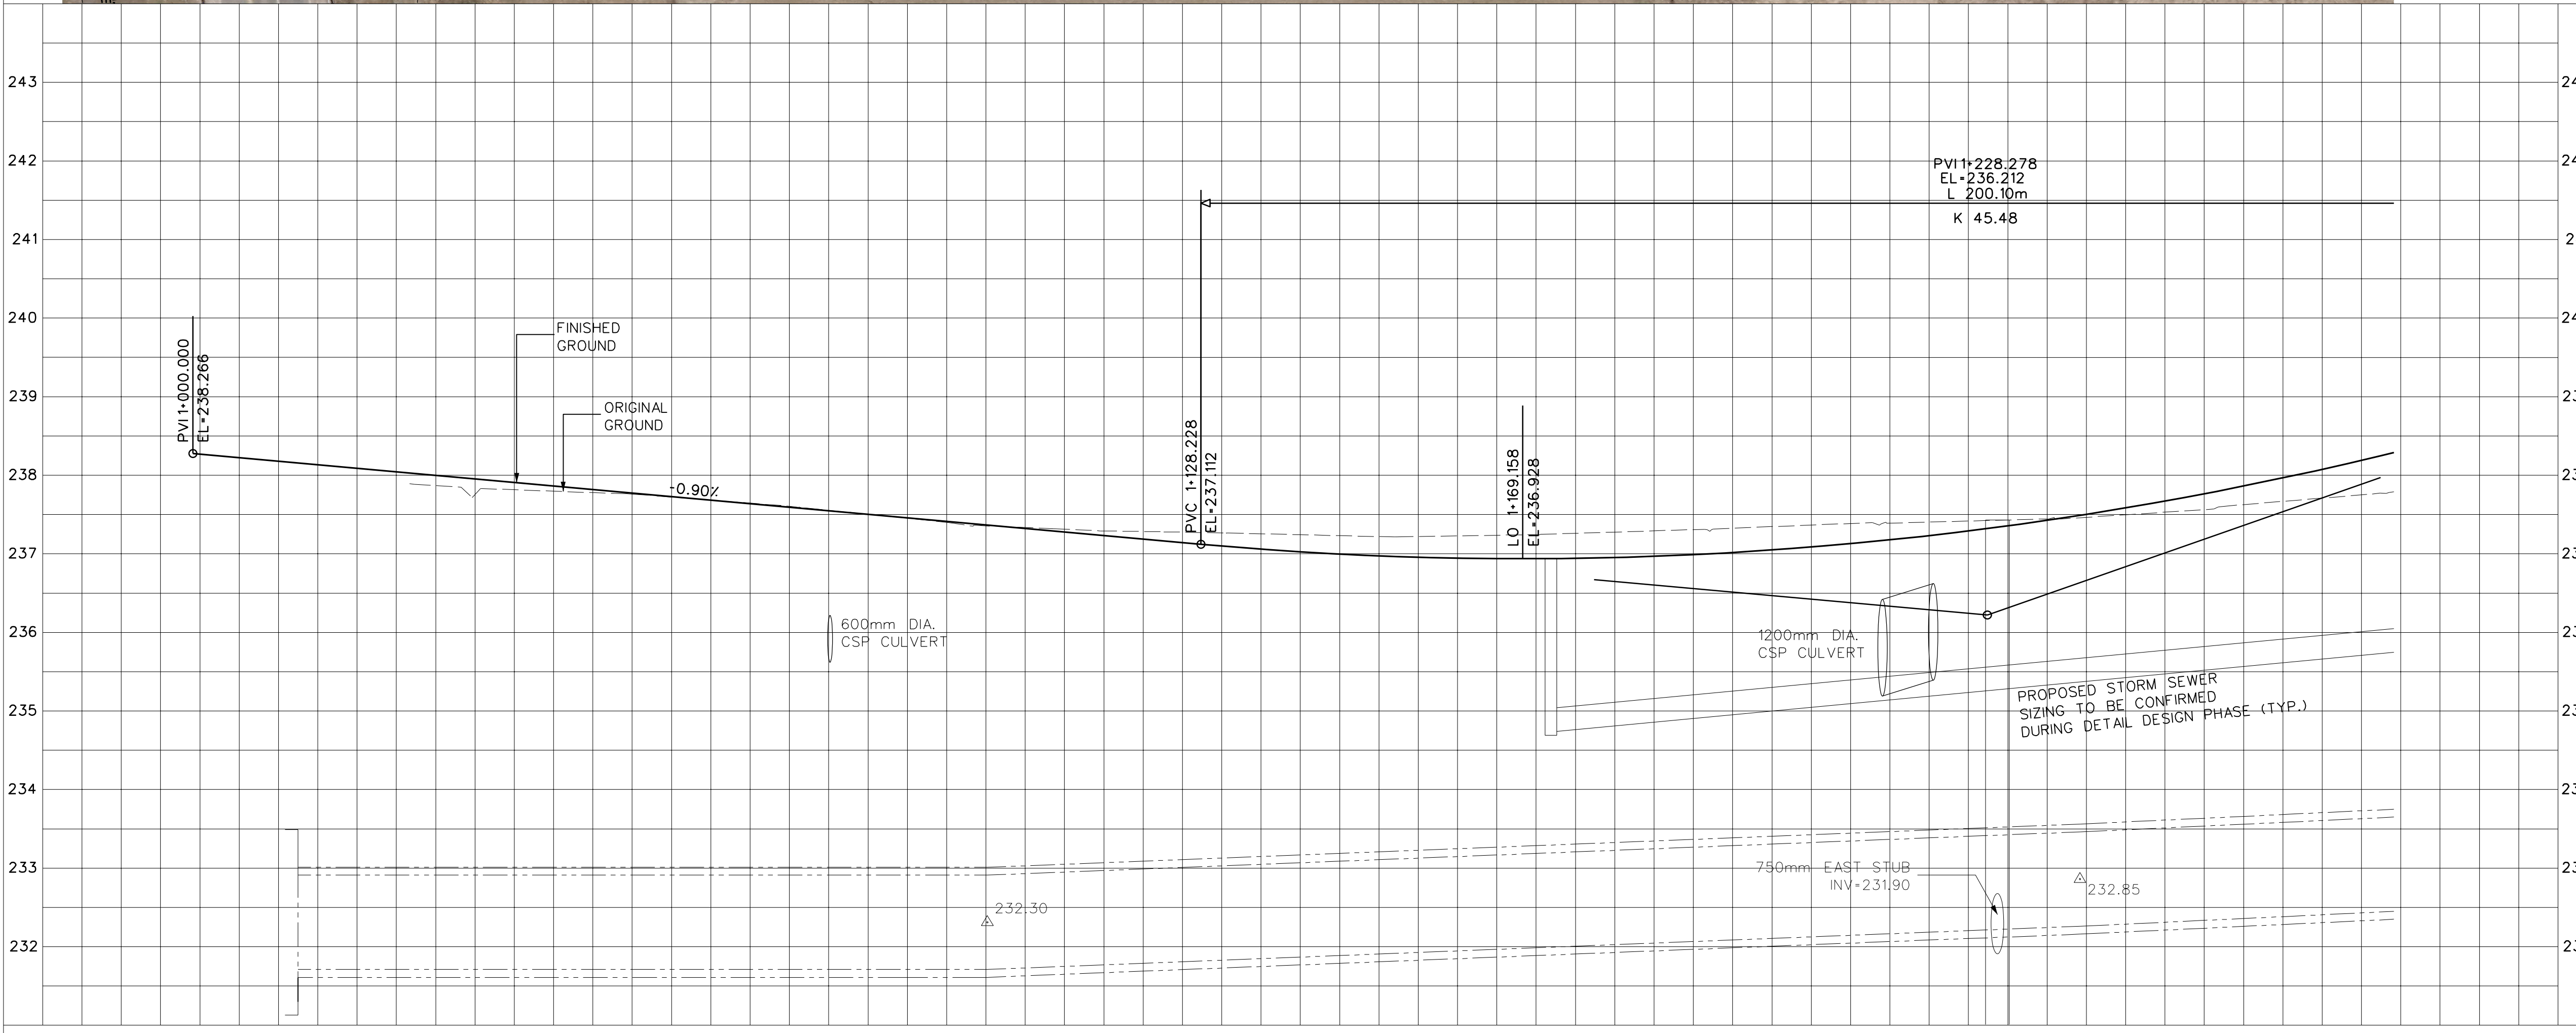 243
242
241
240
239
238
237
236
235
234
233
232
PVI 1+000.000
EL=238.266
FINISHED
GROUND
ORIGINAL
GROUND
-0.90%
600mm DIA.
CSP CULVERT
232.30
PVC 1+128.228
EL=237.112
LO 1+169.158
EL=236.928
PVI 1+228.278
EL=236.212
L 200.10m
K 45.48
1200mm DIA.
CSP CULVERT
PROPOSED STORM SEWER
SIZING TO BE CONFIRMED
DURING DETAIL DESIGN PHASE (TYP.)
750mm EAST STUB
INV=231.90
232.85